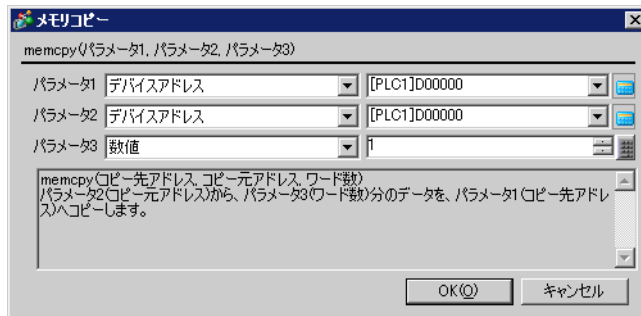 メモリコピー
memcpy(パラメータ1, パラメータ2, パラメータ3)
パラメータ1 デバイスアドレス [PLC1]D00000
パラメータ2 デバイスアドレス [PLC1]D00000
パラメータ3 数値 1
memcpy(コピー先アドレス, コピー元アドレス, ワード数)
パラメータ2(コピー元アドレス)から、パラメータ3(ワード数)分のデータを、パラメータ1(コピー先アドレ
ス)へコピーします。
OK(O) キャンセル